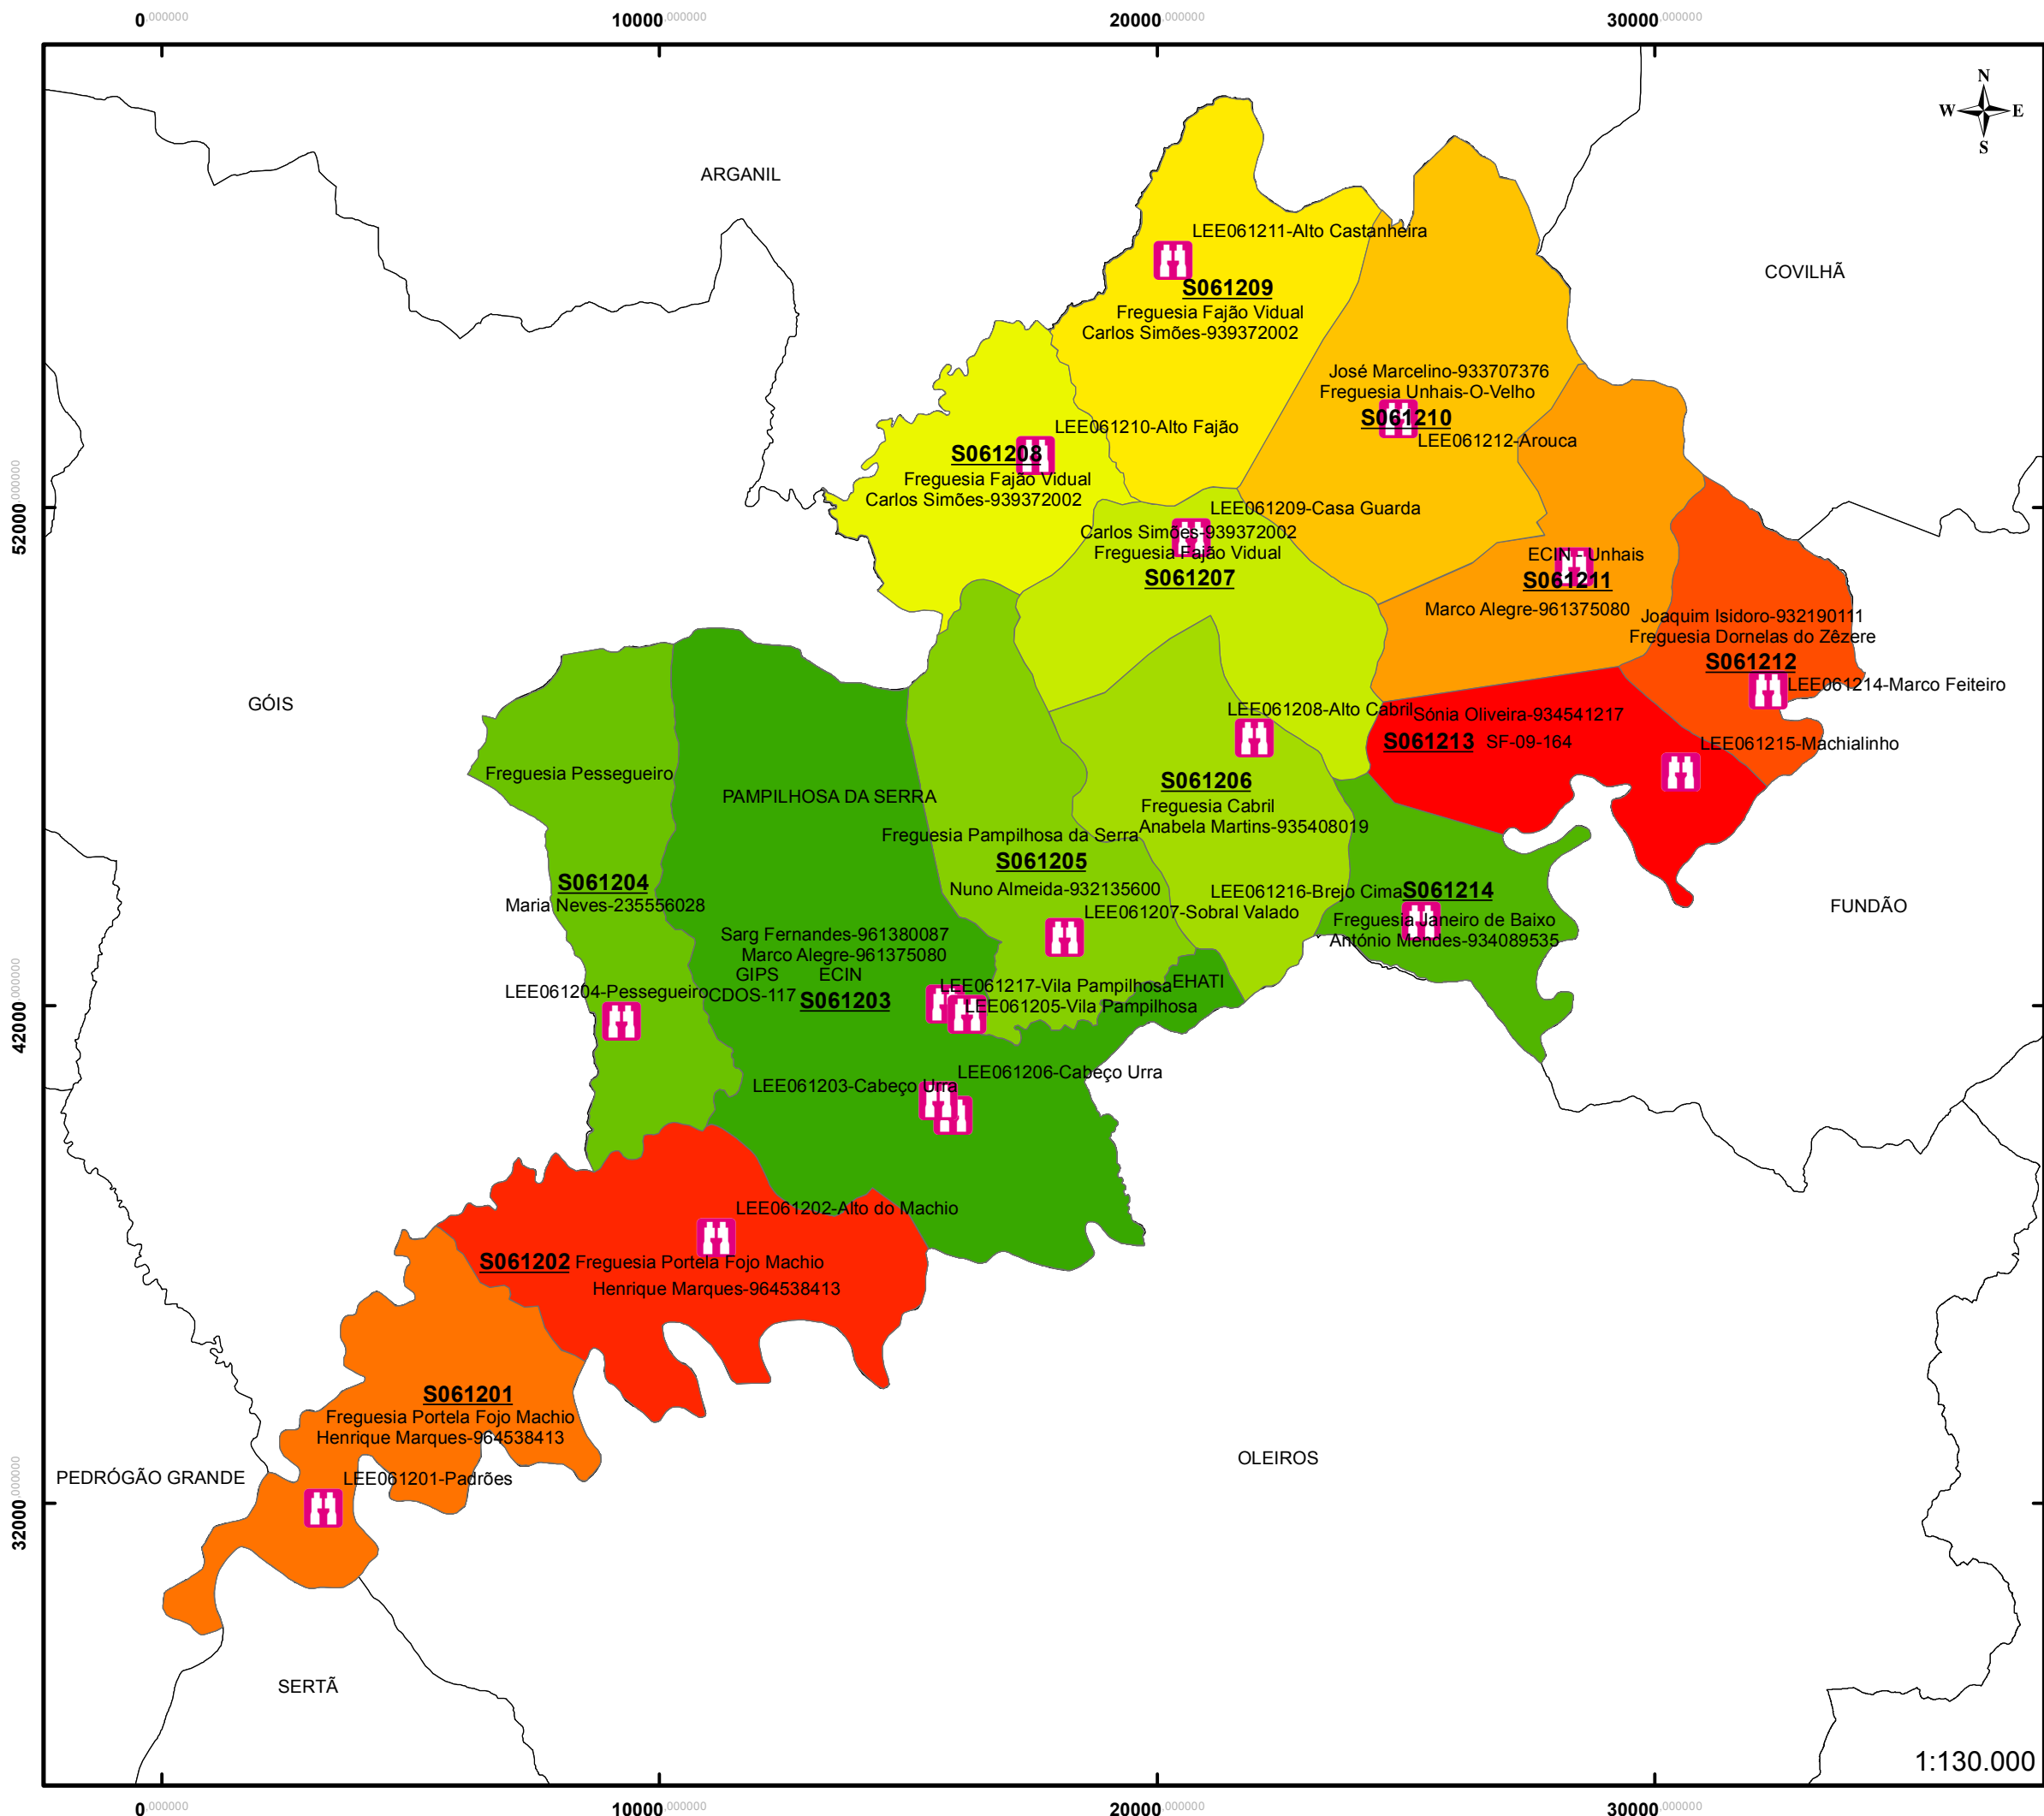 0,000000 10000,000000 20000,000000 30000,000000
N
W E
S
ARGANIL
COVILHÃ
LEE061211-Alto Castanheira
S061209
Freguesia Fajão Vidual
Carlos Simões-939372002
José Marcelino-933707376
Freguesia Unhais-O-Velho
S061210
LEE061212-Arouca
LEE061210-Alto Fajão
S061208
Freguesia Fajão Vidual
Carlos Simões-939372002
LEE061209-Casa Guarda
Carlos Simões-939372002
Freguesia Fajão Vidual
S061207
ECIN - Unhais
S061211
Marco Alegre-961375080
Joaquim Isidoro-932190111
Freguesia Dornelas do Zêzere
S061212
LEE061214-Marco Feiteiro
52000,000000
GÓIS
LEE061208-Alto Cabril
Sónia Oliveira-934541217
S061213 SF-09-164
LEE061215-Machialinho
Freguesia Pessegueiro
PAMPILHOSA DA SERRA
S061206
Freguesia Cabril
Anabela Martins-935408019
Freguesia Pampilhosa da Serra
S061205
Nuno Almeida-932135600
LEE061207-Sobral Valado
S061204
Maria Neves-235556028
LEE061216-Brejo Cima
S061214
Freguesia Janeiro de Baixo
António Mendes-934089535
FUNDÃO
Sarg Fernandes-961380087
Marco Alegre-961375080
GIPS ECIN
LEE061204-Pessegueiro
CDOS-117
S061203
LEE061217-Vila Pampilhosa
EHATI
LEE061205-Vila Pampilhosa
42000,000000
LEE061206-Cabeço Urra
LEE061203-Cabeço Urra
LEE061202-Alto do Machio
S061202 Freguesia Portela Fojo Machio
Henrique Marques-964538413
S061201
Freguesia Portela Fojo Machio
Henrique Marques-964538413
OLEIROS
PEDRÓGÃO GRANDE
LEE061201-Padrões
32000,000000
SERTÃ
1:130.000
0,000000 10000,000000 20000,000000 30000,000000